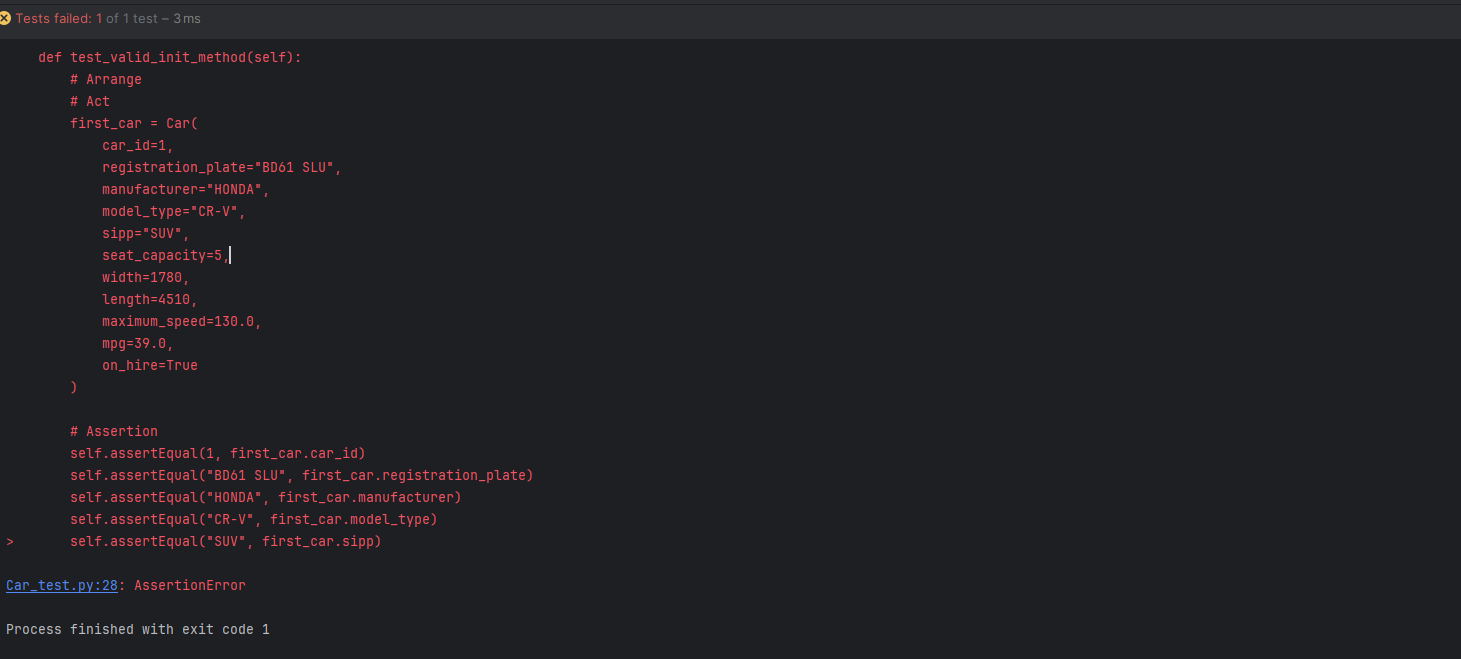 Tests failed: 1 of 1 test – 3 ms
def test_valid_init_method(self):
# Arrange
# Act
first_car = Car(
car_id=1,
registration_plate="BD61 SLU",
manufacturer="HONDA",
model_type="CR-V",
sipp="SUV",
seat_capacity=5,
width=1780,
length=4510,
maximum_speed=130.0,
mpg=39.0,
on_hire=True
)
# Assertion
self.assertEqual(1, first_car.car_id)
self.assertEqual("BD61 SLU", first_car.registration_plate)
self.assertEqual("HONDA", first_car.manufacturer)
self.assertEqual("CR-V", first_car.model_type)
> self.assertEqual("SUV", first_car.sipp)
Car_test.py:28: AssertionError
Process finished with exit code 1